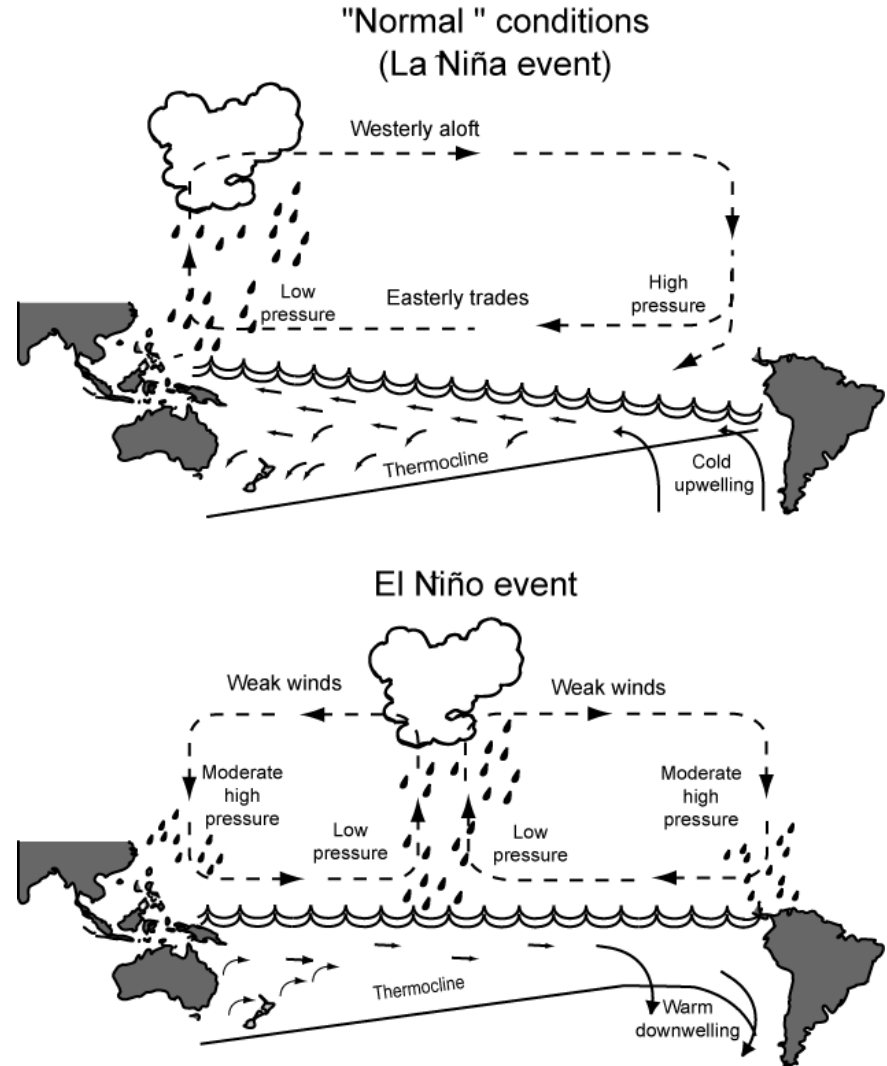 "Normal " conditions
(La Niña event)
Westerly aloft
Low
pressure
Easterly trades
High
pressure
Thermocline
Cold
upwelling
El Niño event
Weak winds
Weak winds
Moderate
high
pressure
Low
pressure
Low
pressure
Moderate
high
pressure
Thermocline
Warm
downwelling